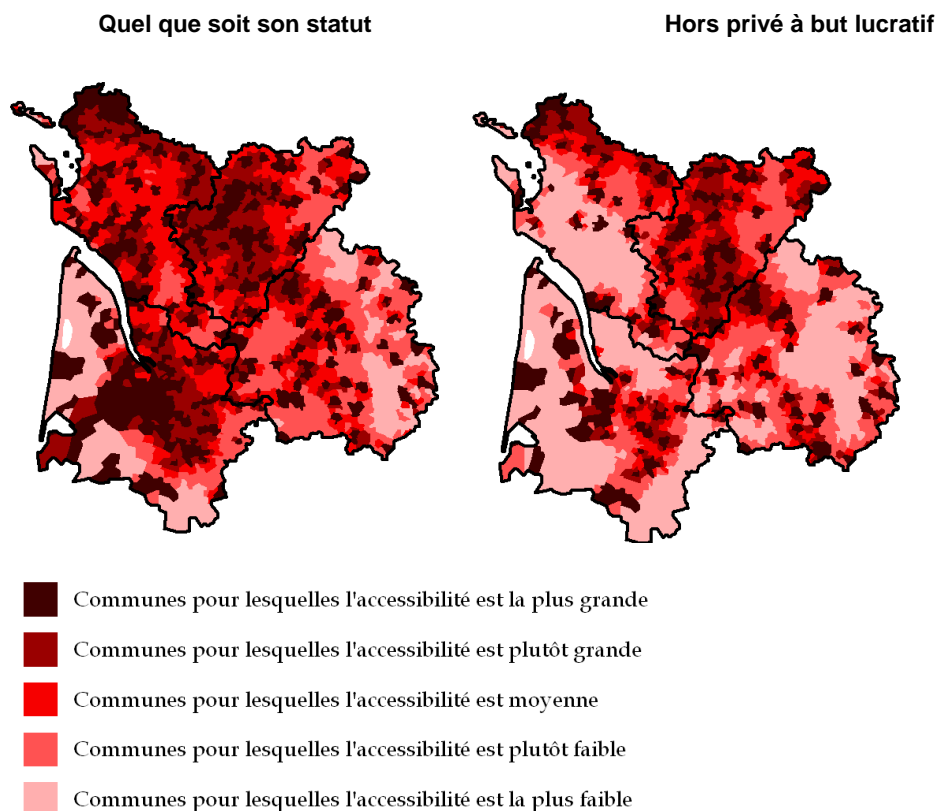 Quel que soit son statut
Hors privé à but lucratif
Communes pour lesquelles l'accessibilité est la plus grande
Communes pour lesquelles l'accessibilité est plutôt grande
Communes pour lesquelles l'accessibilité est moyenne
Communes pour lesquelles l'accessibilité est plutôt faible
Communes pour lesquelles l'accessibilité est la plus faible